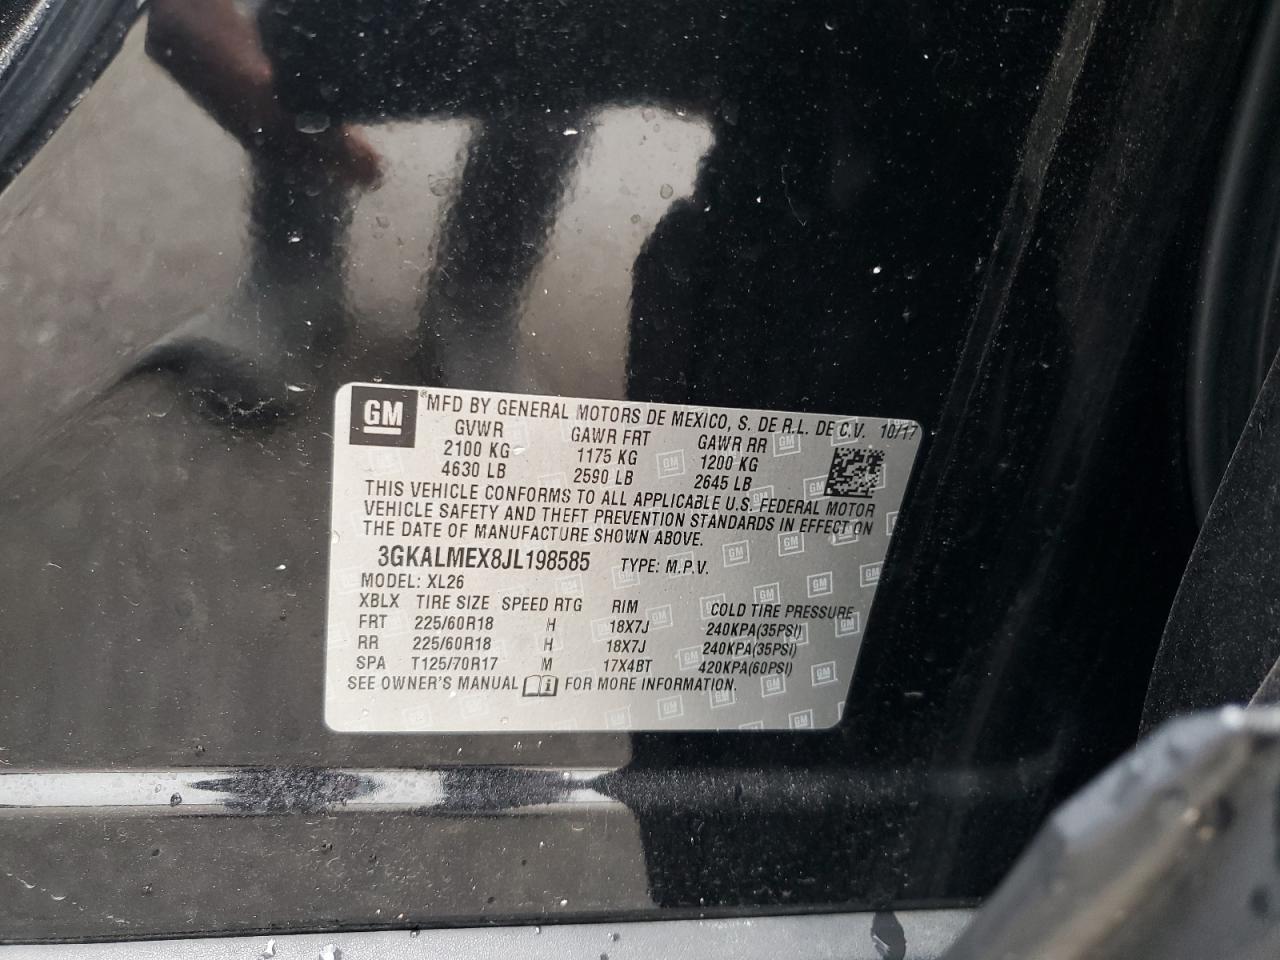 GM ® MFD BY GENERAL MOTORS DE MEXICO, S. DE R.L. DE C.V. 10/17
GVWR GAWR FRT GAWR RR
2100 KG 1175 KG 1200 KG
4630 LB 2590 LB 2645 LB
THIS VEHICLE CONFORMS TO ALL APPLICABLE U.S. FEDERAL MOTOR
VEHICLE SAFETY AND THEFT PREVENTION STANDARDS IN EFFECT ON
THE DATE OF MANUFACTURE SHOWN ABOVE.
3GKALMEX8JL198585 TYPE: M.P.V.
MODEL: XL26
XBLX TIRE SIZE SPEED RTG RIM COLD TIRE PRESSURE
FRT 225/60R18 H 18X7J 240KPA(35PSI)
RR 225/60R18 H 18X7J 240KPA(35PSI)
SPA T125/70R17 M 17X4BT 420KPA(60PSI)
SEE OWNER'S MANUAL FOR MORE INFORMATION.